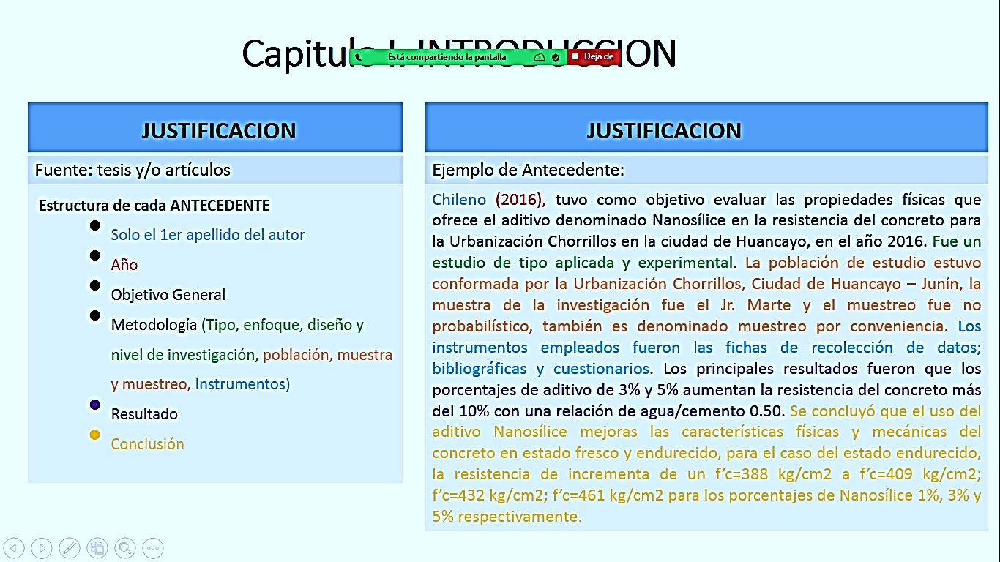 Capitulo I. INTRODUCCION
Está compartiendo la pantalla
Deja de
JUSTIFICACION
Fuente: tesis y/o artículos
Estructura de cada ANTECEDENTE
Solo el 1er apellido del autor
Año
Objetivo General
Metodología (Tipo, enfoque, diseño y
nivel de investigación, población, muestra
y muestreo, Instrumentos)
Resultado
Conclusión
JUSTIFICACION
Ejemplo de Antecedente:
Chileno (2016), tuvo como objetivo evaluar las propiedades físicas que
ofrece el aditivo denominado Nanosílice en la resistencia del concreto para
la Urbanización Chorrillos en la ciudad de Huancayo, en el año 2016. Fue un
estudio de tipo aplicada y experimental. La población de estudio estuvo
conformada por la Urbanización Chorrillos, Ciudad de Huancayo – Junín, la
muestra de la investigación fue el Jr. Marte y el muestreo fue no
probabilístico, también es denominado muestreo por conveniencia. Los
instrumentos empleados fueron las fichas de recolección de datos;
bibliográficas y cuestionarios. Los principales resultados fueron que los
porcentajes de aditivo de 3% y 5% aumentan la resistencia del concreto más
del 10% con una relación de agua/cemento 0.50. Se concluyó que el uso del
aditivo Nanosílice mejoras las características físicas y mecánicas del
concreto en estado fresco y endurecido, para el caso del estado endurecido,
la resistencia de incrementa de un f’c=388 kg/cm2 a f’c=409 kg/cm2;
f’c=432 kg/cm2; f’c=461 kg/cm2 para los porcentajes de Nanosílice 1%, 3% y
5% respectivamente.